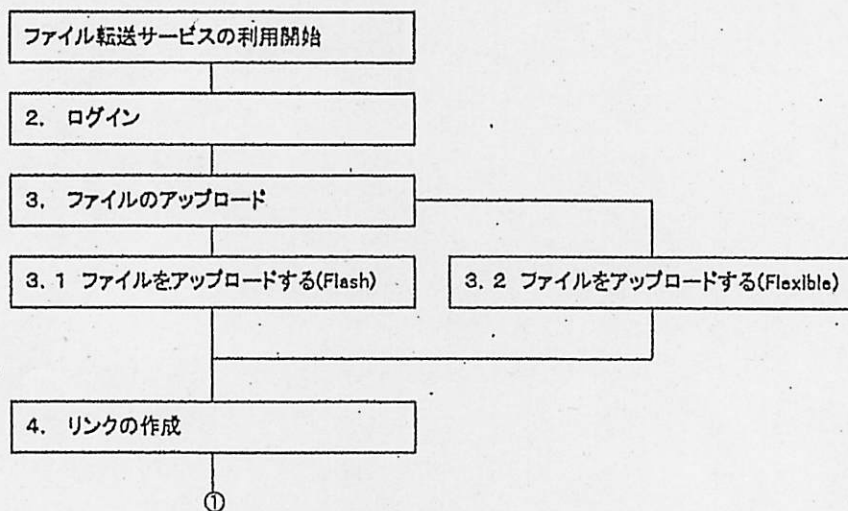 ファイル転送サービスの利用開始
2. ログイン
3. ファイルのアップロード
3.1 ファイルをアップロードする(Flash)
3.2 ファイルをアップロードする(Flexible)
4. リンクの作成
①